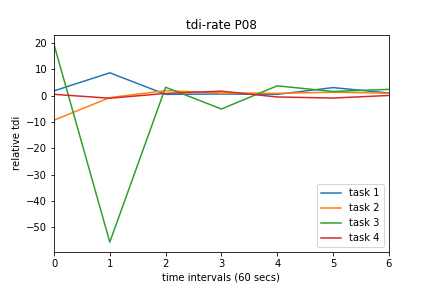 tdi-rate P08
20
10
0
−10
−20
−30
−40
−50
relative tdi
task 1
task 2
task 3
task 4
0 1 2 3 4 5 6
time intervals (60 secs)